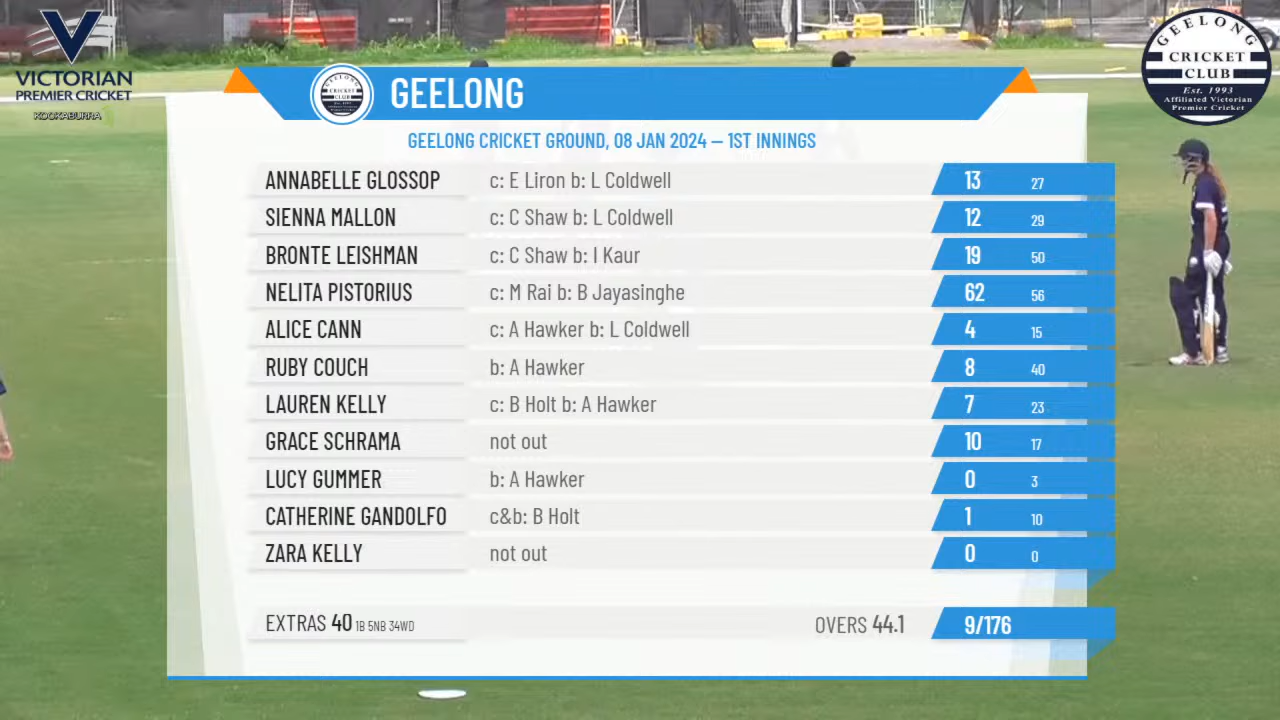 VICTORIAN
PREMIER CRICKET
KOOKABURRA
GEELONG
CRICKET
CLUB
Est. 1993
Affiliated Victorian
Premier Cricket
GEELONG
GEELONG CRICKET GROUND, 08 JAN 2024 – 1ST INNINGS
ANNABELLE GLOSSOP c: E Liron b: L Coldwell 13 27
SIENNA MALLON c: C Shaw b: L Coldwell 12 29
BRONTE LEISHMAN c: C Shaw b: I Kaur 19 50
NELITA PISTORIUS c: M Rai b: B Jayasinghe 62 56
ALICE CANN c: A Hawker b: L Coldwell 4 15
RUBY COUCH b: A Hawker 8 40
LAUREN KELLY c: B Holt b: A Hawker 7 23
GRACE SCHRAMA not out 10 17
LUCY GUMMER b: A Hawker 0 3
CATHERINE GANDOLFO c&b: B Holt 1 10
ZARA KELLY not out 0 0
EXTRAS 40 1B 5NB 34WD OVERS 44.1 9/176